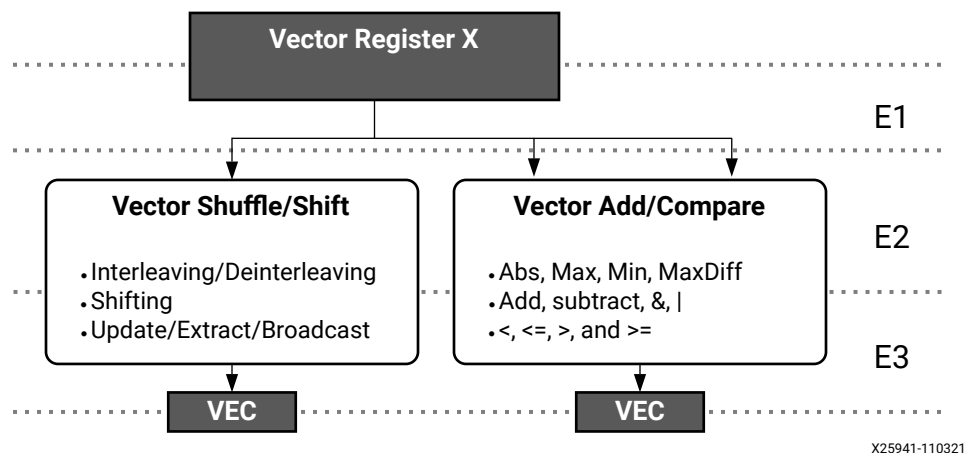 Vector Register X
E1
Vector Shuffle/Shift
• Interleaving/Deinterleaving
• Shifting
• Update/Extract/Broadcast
Vector Add/Compare
• Abs, Max, Min, MaxDiff
• Add, subtract, &, |
• <, <=, >, and >=
E2
E3
VEC
VEC
X25941-110321